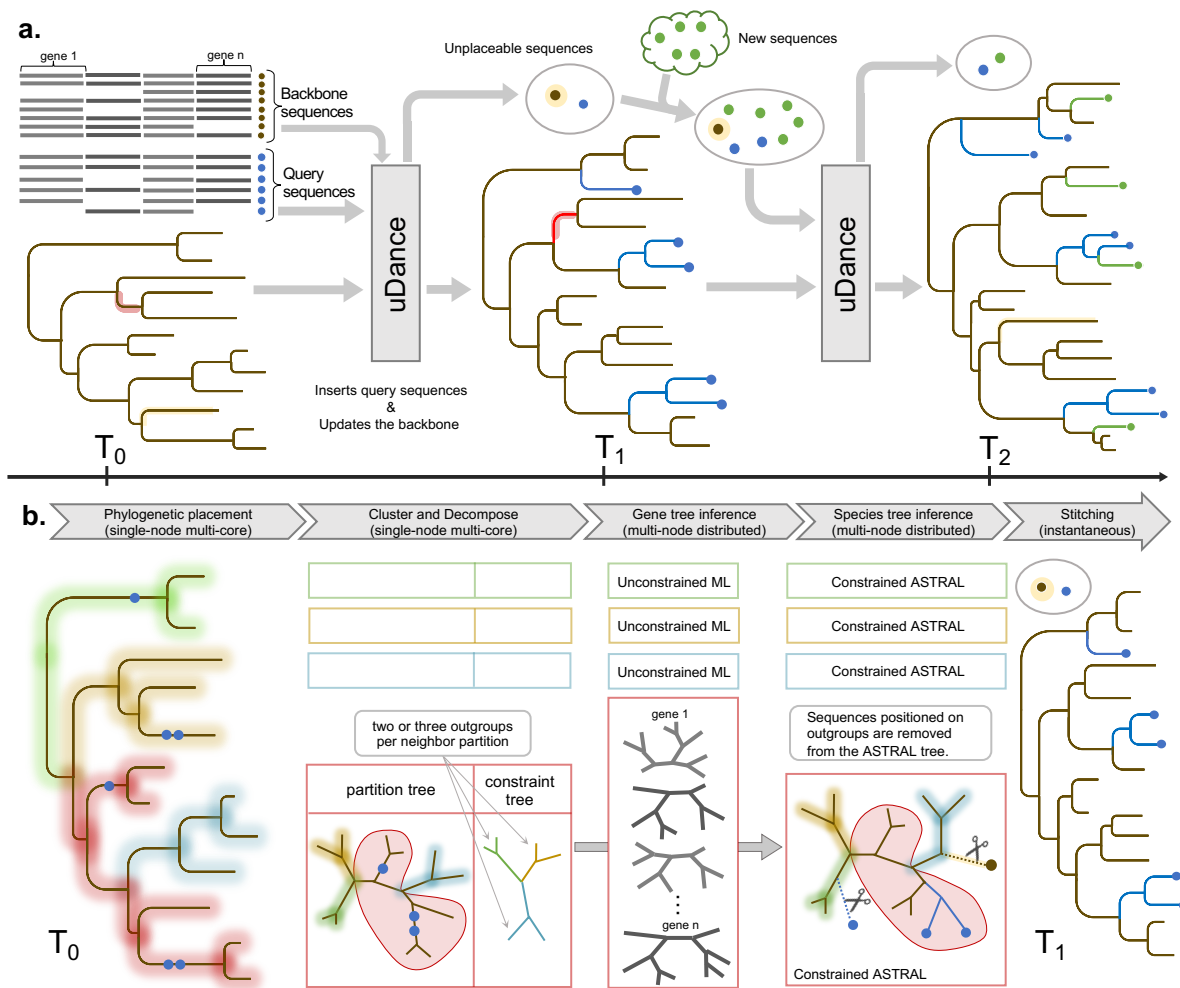 a.
gene 1
gene n
Backbone
sequences
Query
sequences
Unplaceable sequences
New sequences
uDance
uDance
Inserts query sequences
&
Updates the backbone
T0
T1
T2
b.
Phylogenetic placement
(single-node multi-core)
Cluster and Decompose
(single-node multi-core)
Gene tree inference
(multi-node distributed)
Species tree inference
(multi-node distributed)
Stitching
(instantaneous)
Unconstrained ML
Constrained ASTRAL
Unconstrained ML
Constrained ASTRAL
Unconstrained ML
Constrained ASTRAL
two or three outgroups
per neighbor partition
gene 1
Sequences positioned on
outgroups are removed
from the ASTRAL tree.
partition tree
constraint
tree
gene n
Constrained ASTRAL
T0
T1